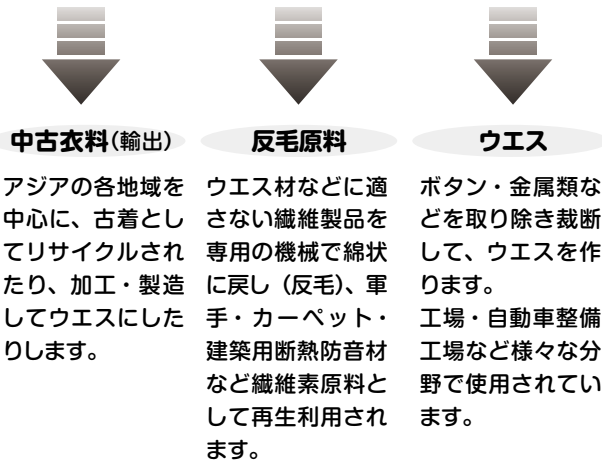 中古衣料(輸出)
アジアの各地域を
中心に、古着とし
てリサイクルされ
たり、加工・製造
してウエスにした
りします。
反毛原料
ウエス材などに適
さない繊維製品を
専用の機械で綿状
に戻し（反毛）、軍
手・カーペット・
建築用断熱防音材
など繊維素原料と
して再生利用され
ます。
ウエス
ボタン・金属類な
どを取り除き裁断
して、ウエスを作
ります。
工場・自動車整備
工場など様々な分
野で使用されてい
ます。